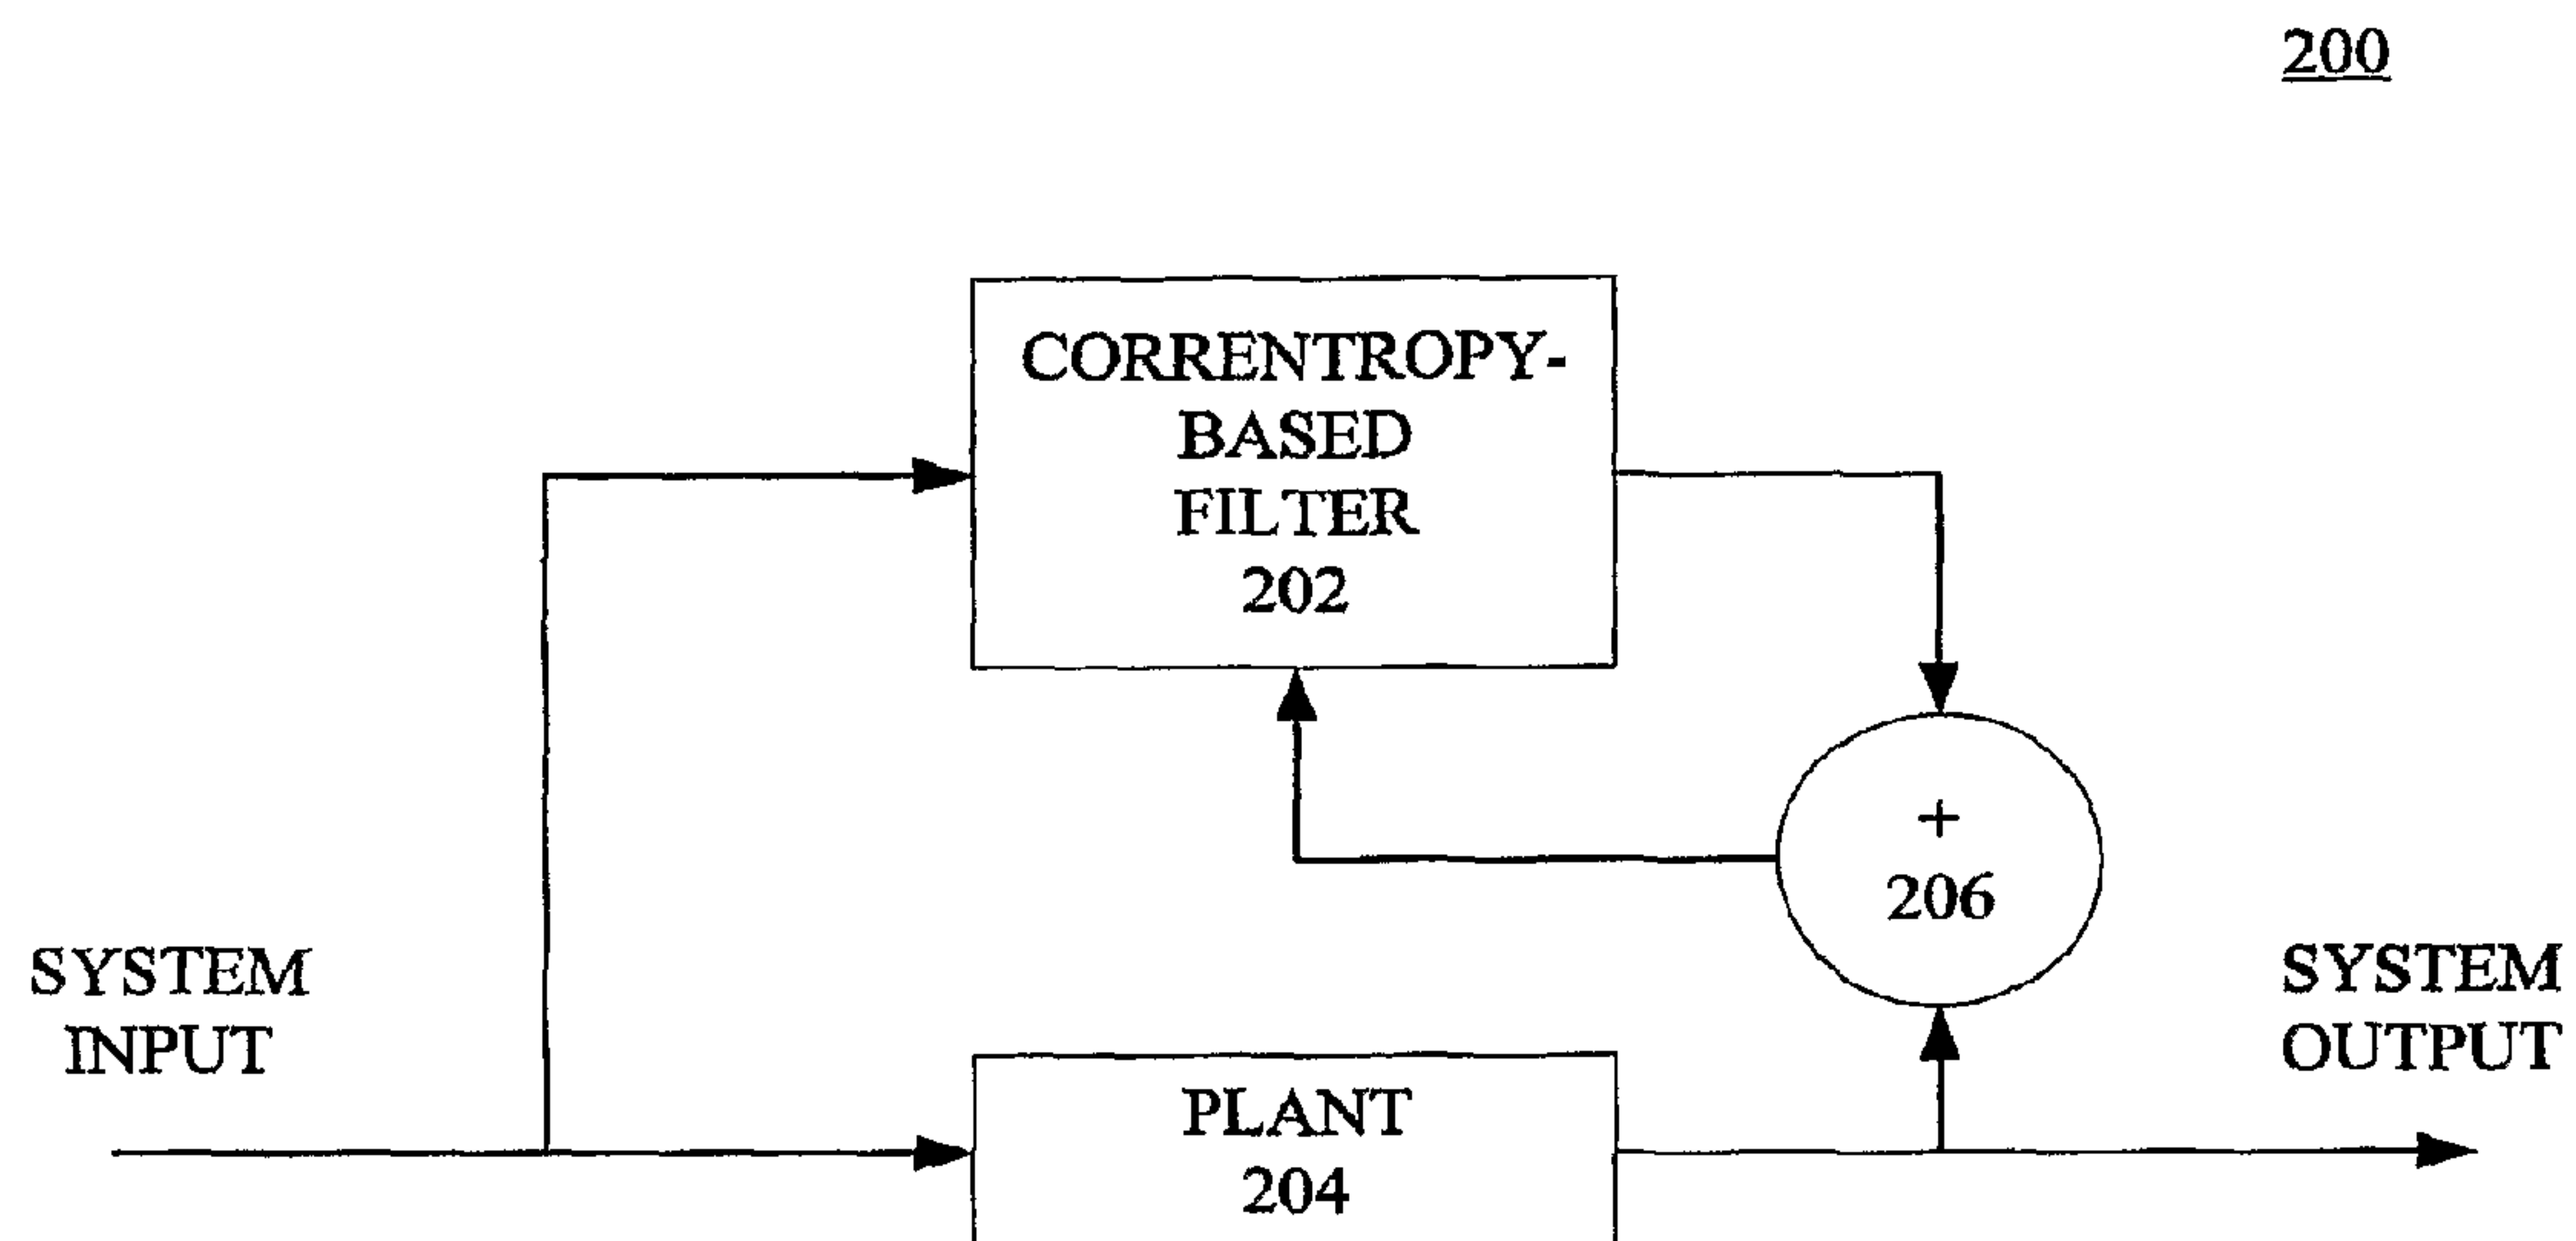 200
CORRENTROPY-
BASED
FILTER
202
+
206
SYSTEM
INPUT
SYSTEM
OUTPUT
PLANT
204